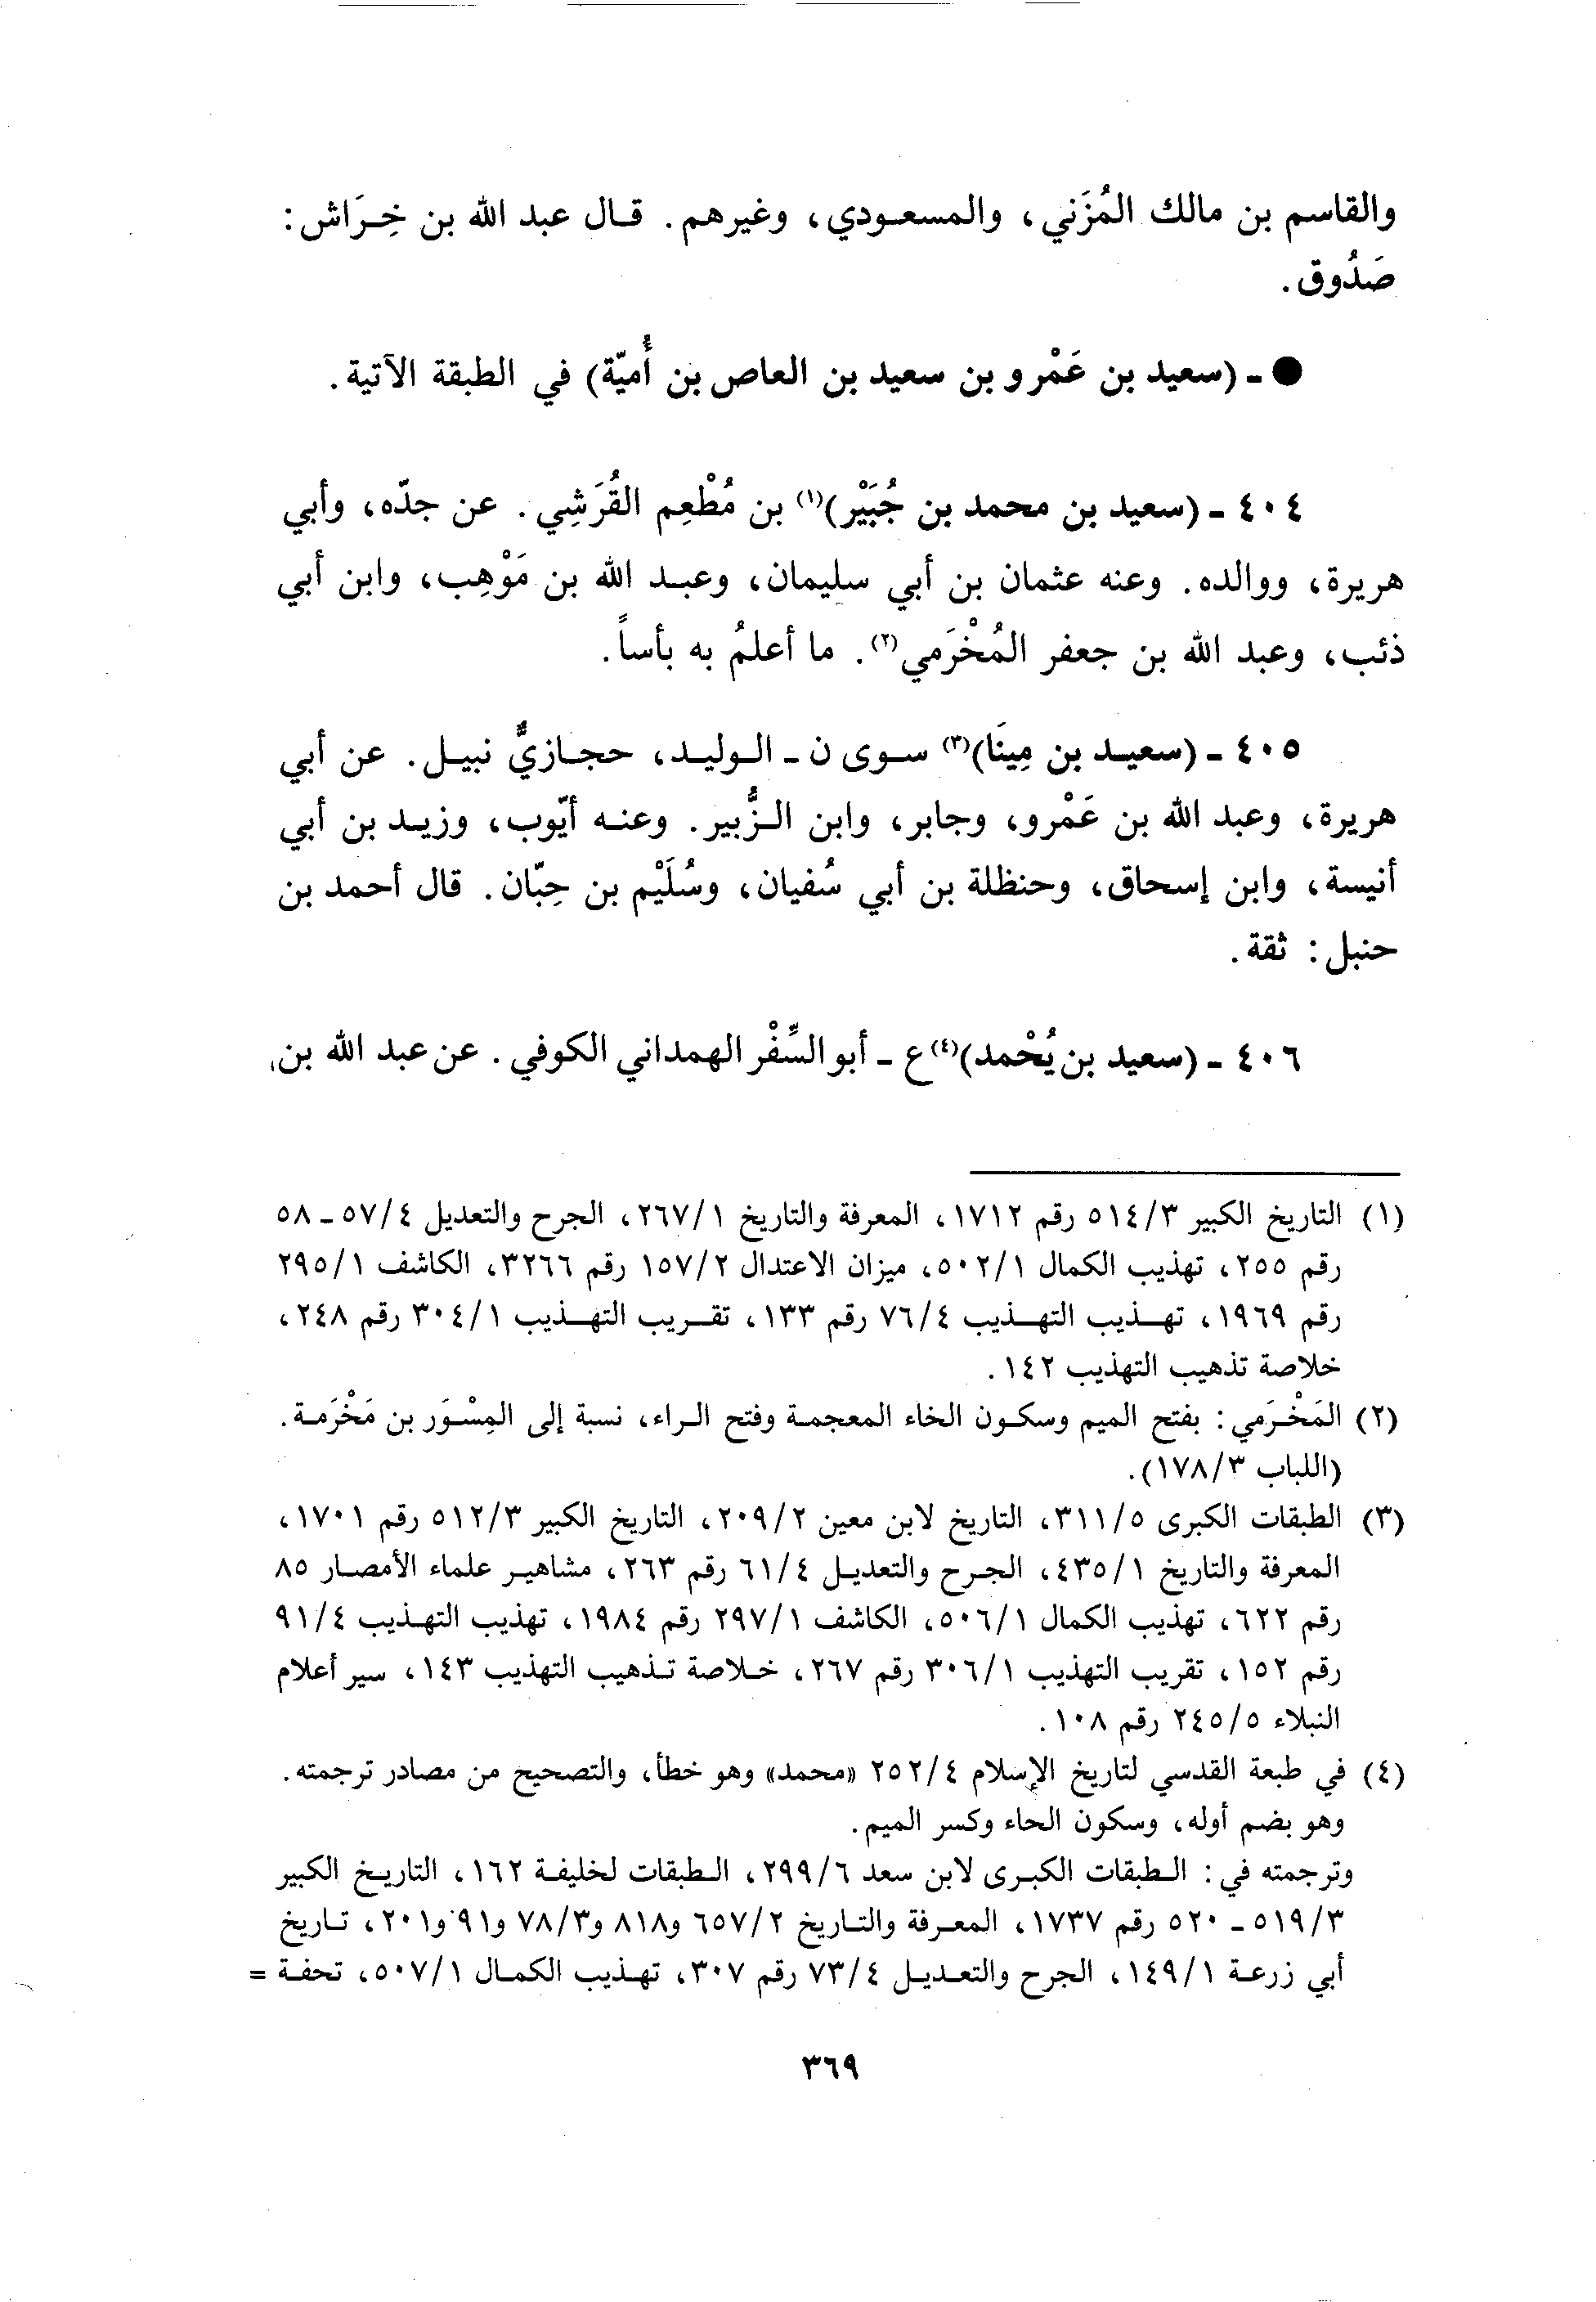 والقاسم بن مالك المُزَني، والمسعودي، وغيرهم. قال عبد الله بن خِرَاش:
صَدُوق.
● ـ (سعيد بن عَمْرو بن سعيد بن العاص بن أُميّة) في الطبقة الآتية.
٤٠٤ ـ (سعيد بن محمد بن جُبَيْر)(١) بن مُطْعِم القُرَشِي. عن جدّه، وأبي
هريرة، ووالده. وعنه عثمان بن أبي سليمان، وعبد الله بن مَوْهِب، وابن أبي
ذئب، وعبد الله بن جعفر المُخْرَمي(٢). ما أعلمُ به بأساً.
٤٠٥ ـ (سعيد بن مِينَا)(٣) سوى ن ـ الوليد، حجازيٌّ نبيل. عن أبي
هريرة، وعبد الله بن عَمْرو، وجابر، وابن الزُّبير. وعنه أيّوب، وزيد بن أبي
أنيسة، وابن إسحاق، وحنظلة بن أبي سُفيان، وسُلَيْم بن حِبّان. قال أحمد بن
حنبل: ثقة.
٤٠٦ ـ (سعيد بن يُحْمد)(٤) ع ـ أبو السِّفْر الهمداني الكوفي. عن عبد الله بن
(١) التاريخ الكبير ٥١٤/٣ رقم ١٧١٢، المعرفة والتاريخ ٢٦٧/١، الجرح والتعديل ٥٧/٤ ـ ٥٨
رقم ٢٥٥، تهذيب الكمال ٥٠٢/١، ميزان الاعتدال ١٥٧/٢ رقم ٣٢٦٦، الكاشف ٢٩٥/١
رقم ١٩٦٩، تهذيب التهذيب ٧٦/٤ رقم ١٣٣، تقريب التهذيب ٣٠٤/١ رقم ٢٤٨،
خلاصة تذهيب التهذيب ١٤٢.
(٢) المَخْرَمي: بفتح الميم وسكون الخاء المعجمة وفتح الراء، نسبة إلى المِسْوَر بن مَخْرَمة.
(اللباب ١٧٨/٣).
(٣) الطبقات الكبرى ٣١١/٥، التاريخ لابن معين ٢٠٩/٢، التاريخ الكبير ٥١٢/٣ رقم ١٧٠١،
المعرفة والتاريخ ٤٣٥/١، الجرح والتعديل ٦١/٤ رقم ٢٦٣، مشاهير علماء الأمصار ٨٥
رقم ٦٢٢، تهذيب الكمال ٥٠٦/١، الكاشف ٢٩٧/١ رقم ١٩٨٤، تهذيب التهذيب ٩١/٤
رقم ١٥٢، تقريب التهذيب ٣٠٦/١ رقم ٢٦٧، خلاصة تذهيب التهذيب ١٤٣، سير أعلام
النبلاء ٢٤٥/٥ رقم ١٠٨.
(٤) في طبعة القدسي لتاريخ الإسلام ٢٥٢/٤ «محمد» وهو خطأ، والتصحيح من مصادر ترجمته.
وهو بضم أوله، وسكون الحاء وكسر الميم.
وترجمته في: الطبقات الكبرى لابن سعد ٢٩٩/٦، الطبقات لخليفة ١٦٢، التاريخ الكبير
٥١٩/٣ ـ ٥٢٠ رقم ١٧٣٧، المعرفة والتاريخ ٦٥٧/٢ و٨١٨ و٧٨/٣ و٩١ و٢٠١، تاريخ
أبي زرعة ١٤٩/١، الجرح والتعديل ٧٣/٤ رقم ٣٠٧، تهذيب الكمال ٥٠٧/١، تحفة =
٣٦٩